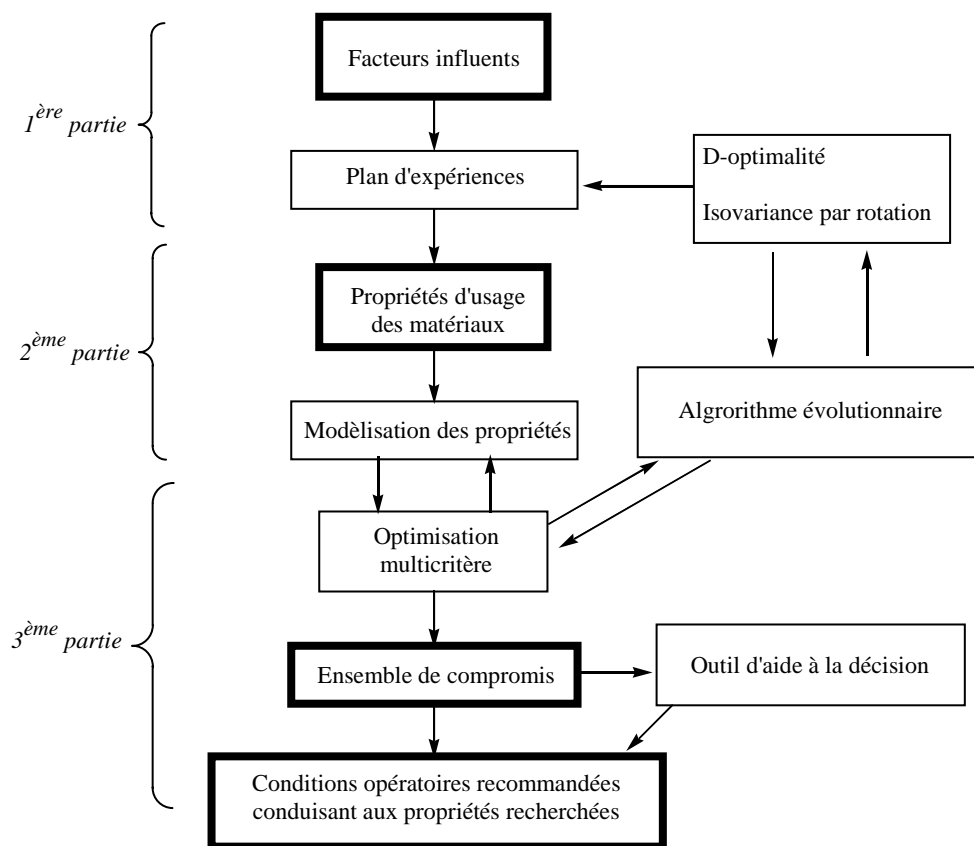 Facteurs influents
1ère partie
Plan d'expériences
D-optimalité
Isovariance par rotation
Propriétés d'usage
des matériaux
2ème partie
Algrorithme évolutionnaire
Modèlisation des propriétés
Optimisation
multicritère
3ème partie
Ensemble de compromis
Outil d'aide à la décision
Conditions opératoires recommandées
conduisant aux propriétés recherchées